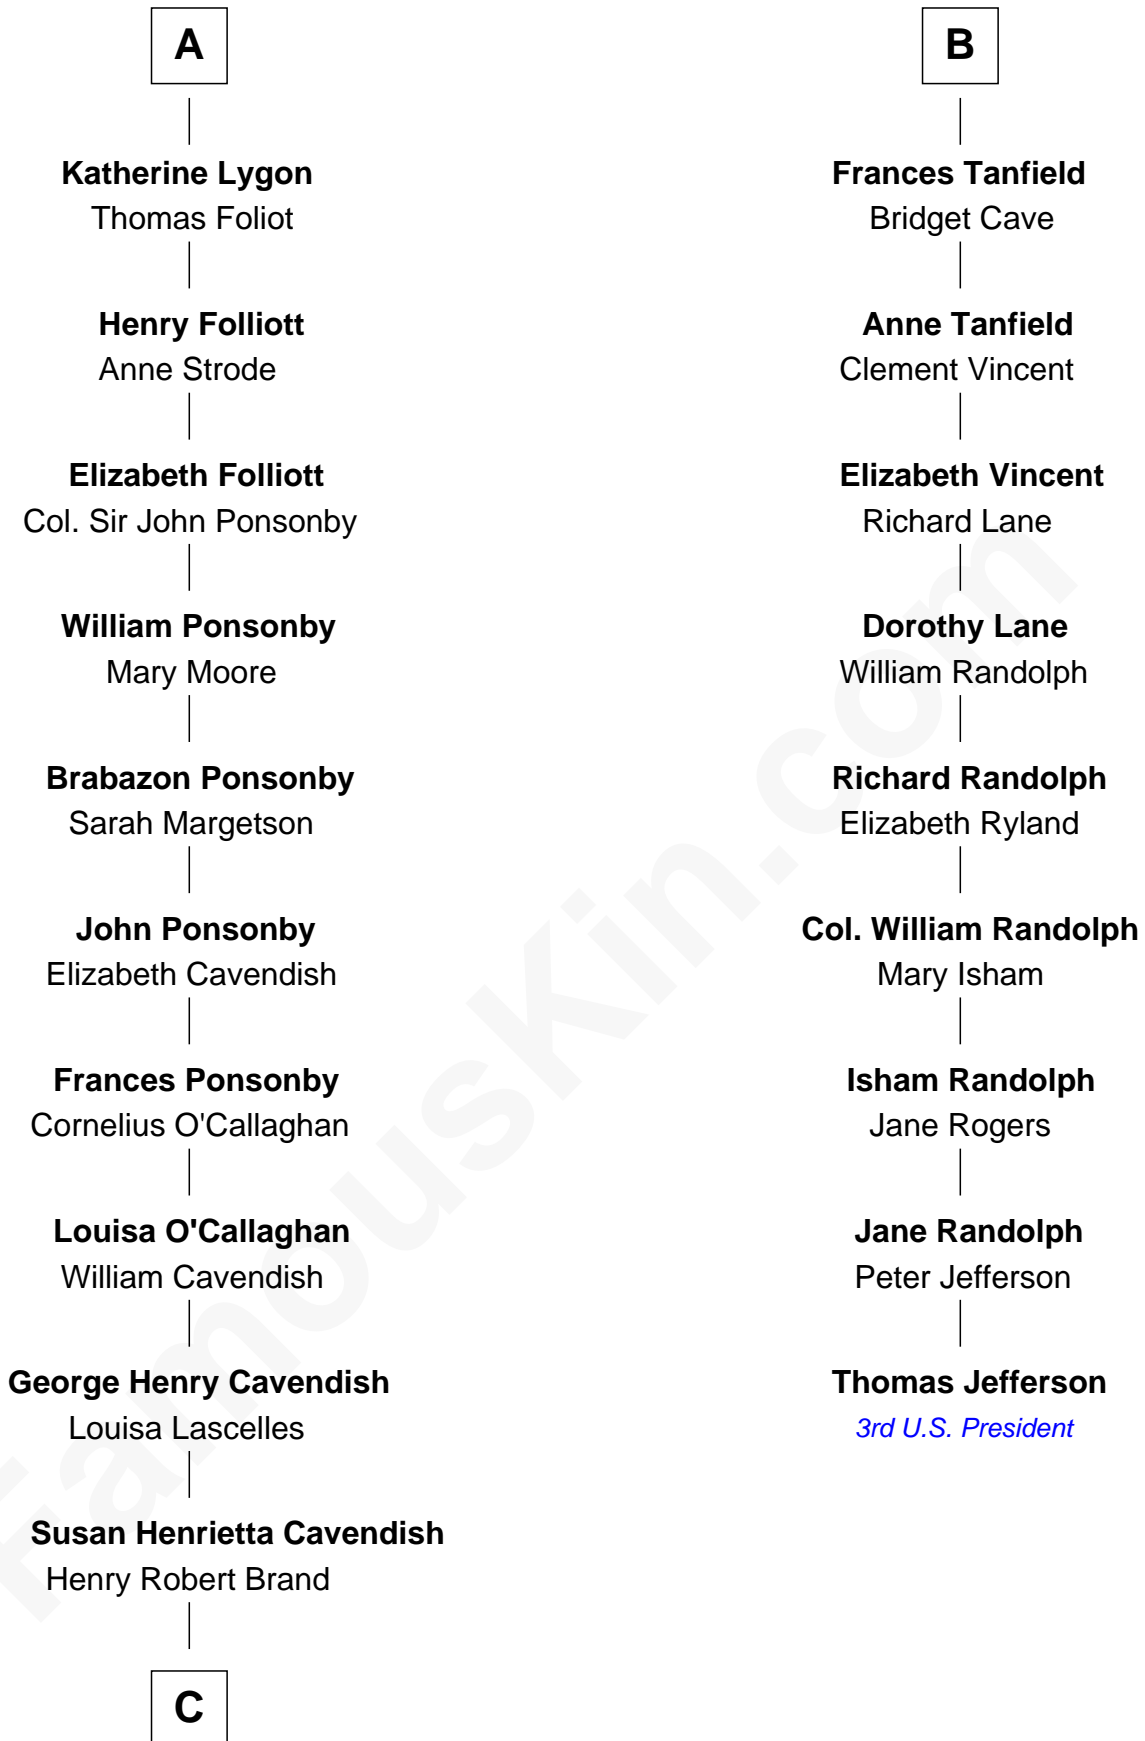 A
Katherine Lygon
Thomas Foliot
Henry Folliott
Anne Strode
Elizabeth Folliott
Col. Sir John Ponsonby
William Ponsonby
Mary Moore
Brabazon Ponsonby
Sarah Margetson
John Ponsonby
Elizabeth Cavendish
Frances Ponsonby
Cornelius O'Callaghan
Louisa O'Callaghan
William Cavendish
George Henry Cavendish
Louisa Lascelles
Susan Henrietta Cavendish
Henry Robert Brand
C
B
Frances Tanfield
Bridget Cave
Anne Tanfield
Clement Vincent
Elizabeth Vincent
Richard Lane
Dorothy Lane
William Randolph
Richard Randolph
Elizabeth Ryland
Col. William Randolph
Mary Isham
Isham Randolph
Jane Rogers
Jane Randolph
Peter Jefferson
Thomas Jefferson
3rd U.S. President
FamousKin.com